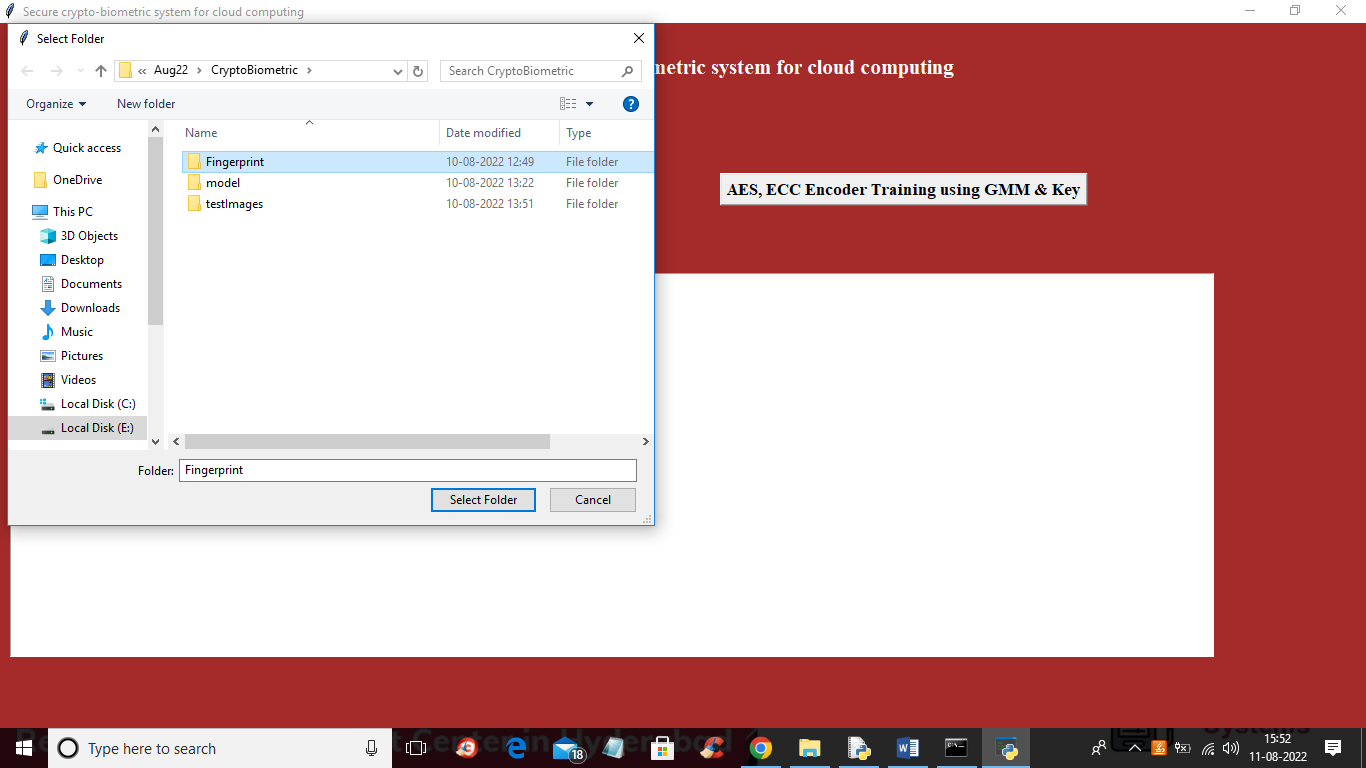 Secure crypto-biometric system for cloud computing
Select Folder
« Aug22 > CryptoBiometric >
Search CryptoBiometric
metric system for cloud computing
Organize
New folder
?
Name Date modified Type
Quick access
OneDrive
This PC
3D Objects
Desktop
Documents
Downloads
Music
Pictures
Videos
Local Disk (C:)
Local Disk (E:)
Fingerprint 10-08-2022 12:49 File folder
model 10-08-2022 13:22 File folder
testImages 10-08-2022 13:51 File folder
AES, ECC Encoder Training using GMM & Key
Folder: Fingerprint
Select Folder
Cancel
Type here to search
18
15:52
11-08-2022